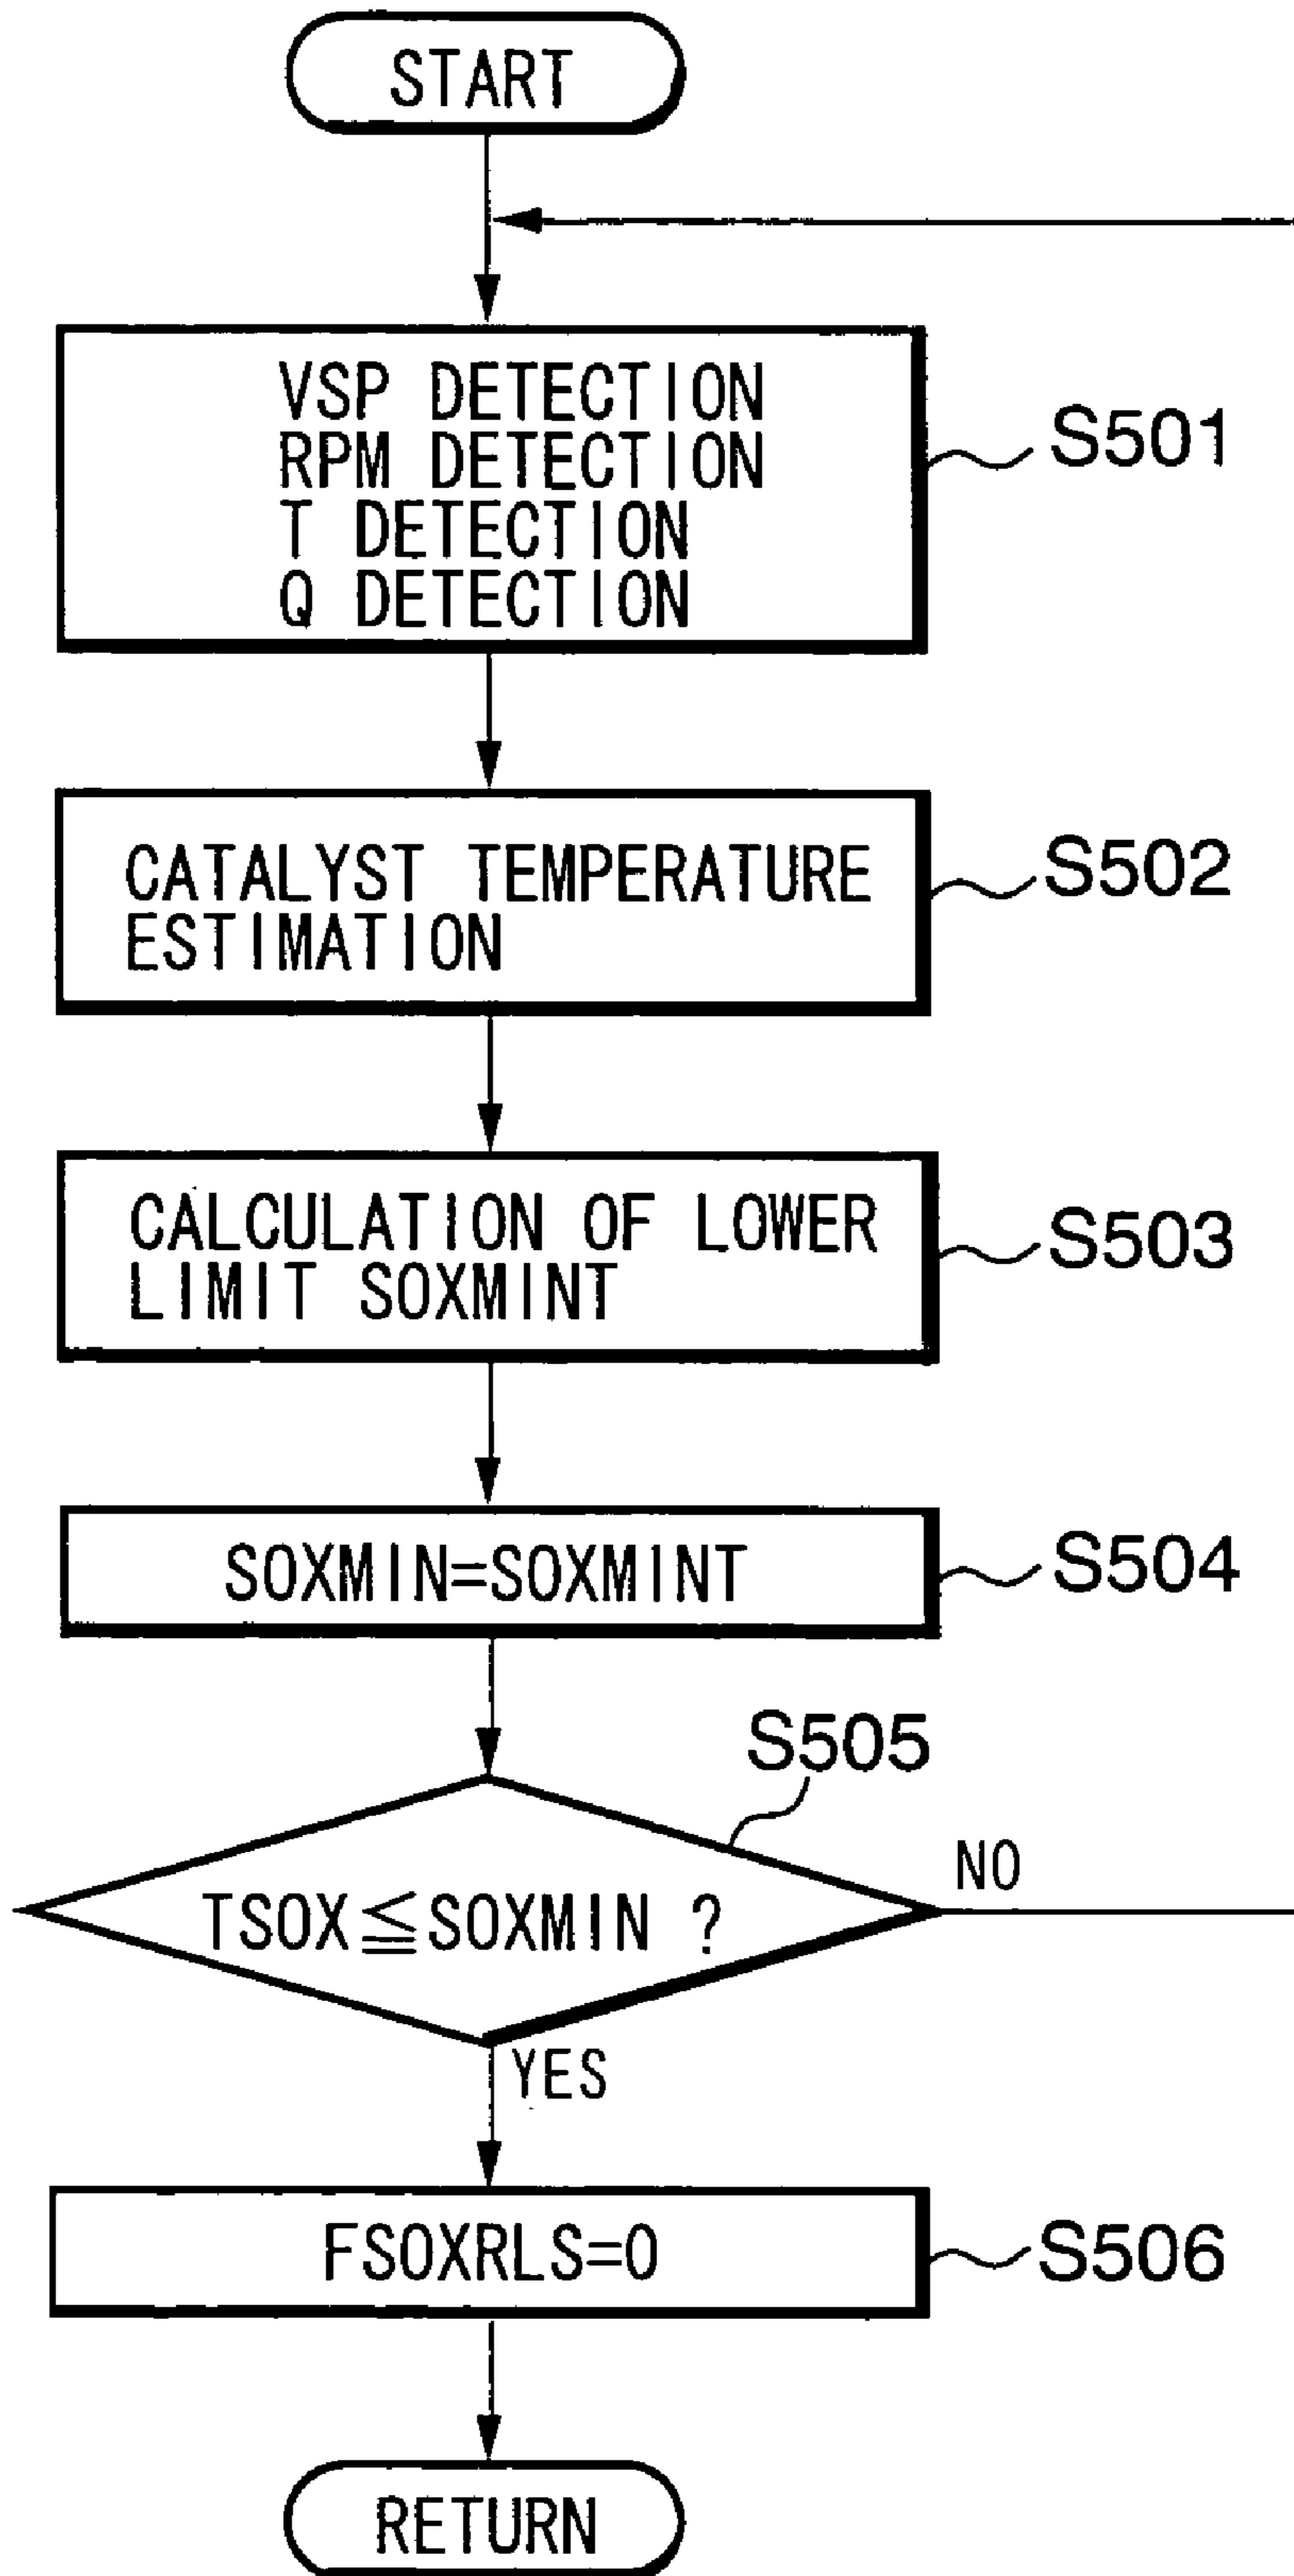 START
VSP DETECTION
RPM DETECTION
T DETECTION
Q DETECTION
S501
CATALYST TEMPERATURE
ESTIMATION
S502
CALCULATION OF LOWER
LIMIT SOXMINT
S503
SOXMIN=SOXMINT
S504
S505
TSOX≦SOXMIN ?
NO
YES
FSOXRLS=0
S506
RETURN